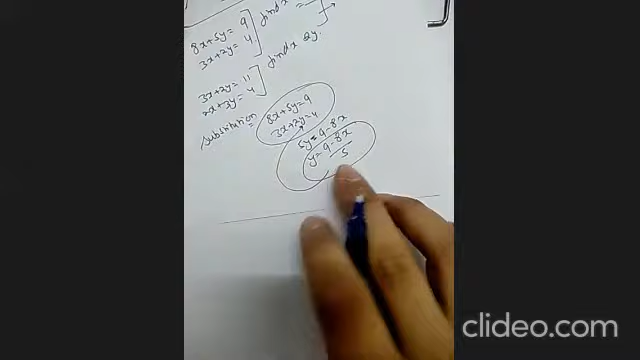 8x+5y= 9
3x+2y= 4 ] find x =
3x+2y= 11
2x+3y= 4 ] find x & y.
substitution = 8x+5y=9
3x+2y=4
5y= 9-8x
y= 9-8x
5
clideo.com